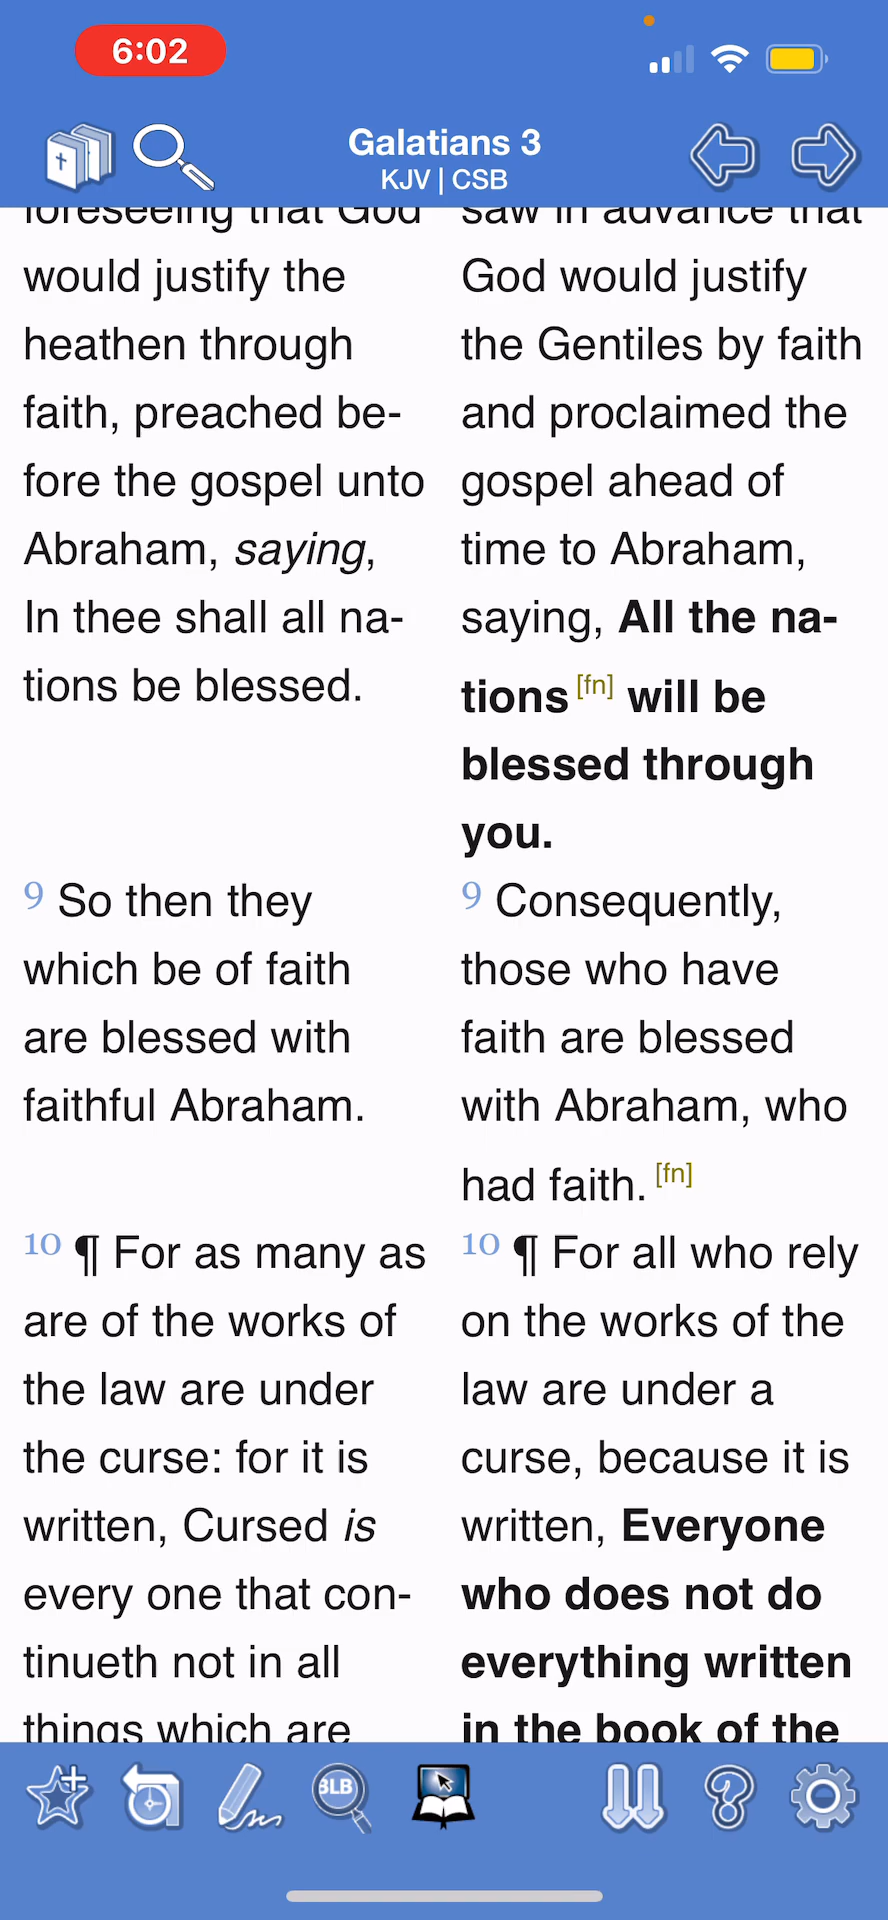 6:02
Galatians 3
KJV | CSB
foreseeing that God
would justify the
heathen through
faith, preached be-
fore the gospel unto
Abraham, saying,
In thee shall all na-
tions be blessed.
9 So then they
which be of faith
are blessed with
faithful Abraham.
10 ¶ For as many as
are of the works of
the law are under
the curse: for it is
written, Cursed is
every one that con-
tinueth not in all
things which are
saw in advance that
God would justify
the Gentiles by faith
and proclaimed the
gospel ahead of
time to Abraham,
saying, All the na-
tions [fn] will be
blessed through
you.
9 Consequently,
those who have
faith are blessed
with Abraham, who
had faith. [fn]
10 ¶ For all who rely
on the works of the
law are under a
curse, because it is
written, Everyone
who does not do
everything written
in the book of the
BLB